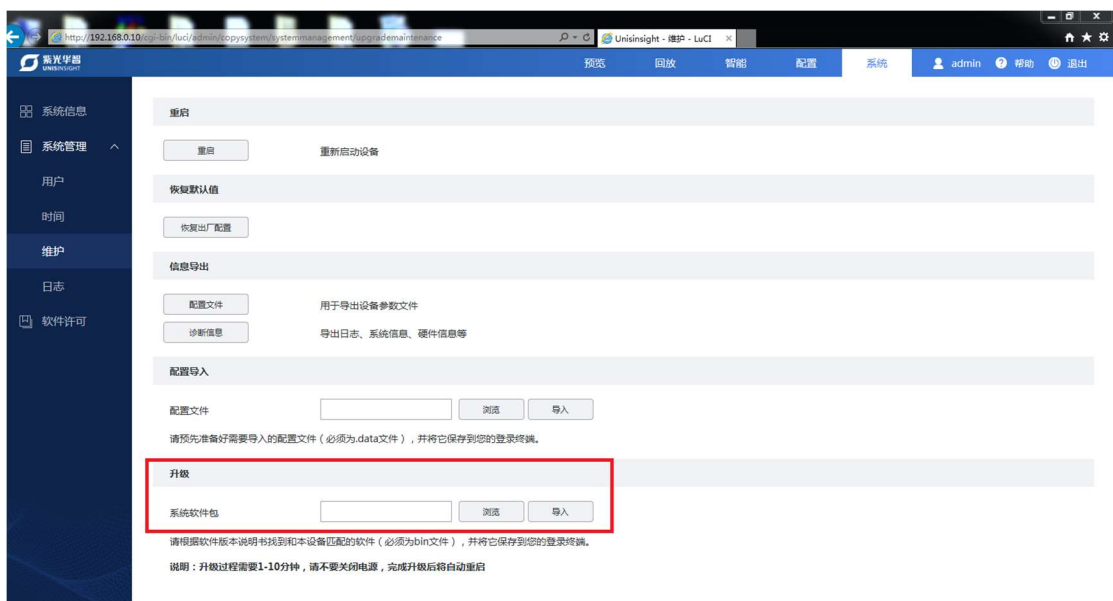 http://192.168.0.10/cgi-bin/luci/admin/copysystem/systemmanagement/upgrademaintenance
Unisinsight - 维护 - LuCI
紫光华智
UNISINSIGHT
预览 回放 智能 配置 系统 admin 帮助 退出
系统信息
系统管理
用户
时间
维护
日志
软件许可
重启
重启 重新启动设备
恢复默认值
恢复出厂配置
信息导出
配置文件 用于导出设备参数文件
诊断信息 导出日志、系统信息、硬件信息等
配置导入
配置文件 浏览 导入
请预先准备好需要导入的配置文件（必须为.data文件），并将它保存到您的登录终端。
升级
系统软件包 浏览 导入
请根据软件版本说明书找到和本设备匹配的软件（必须为bin文件），并将它保存到您的登录终端。
说明：升级过程需要1-10分钟，请不要关闭电源，完成升级后将自动重启